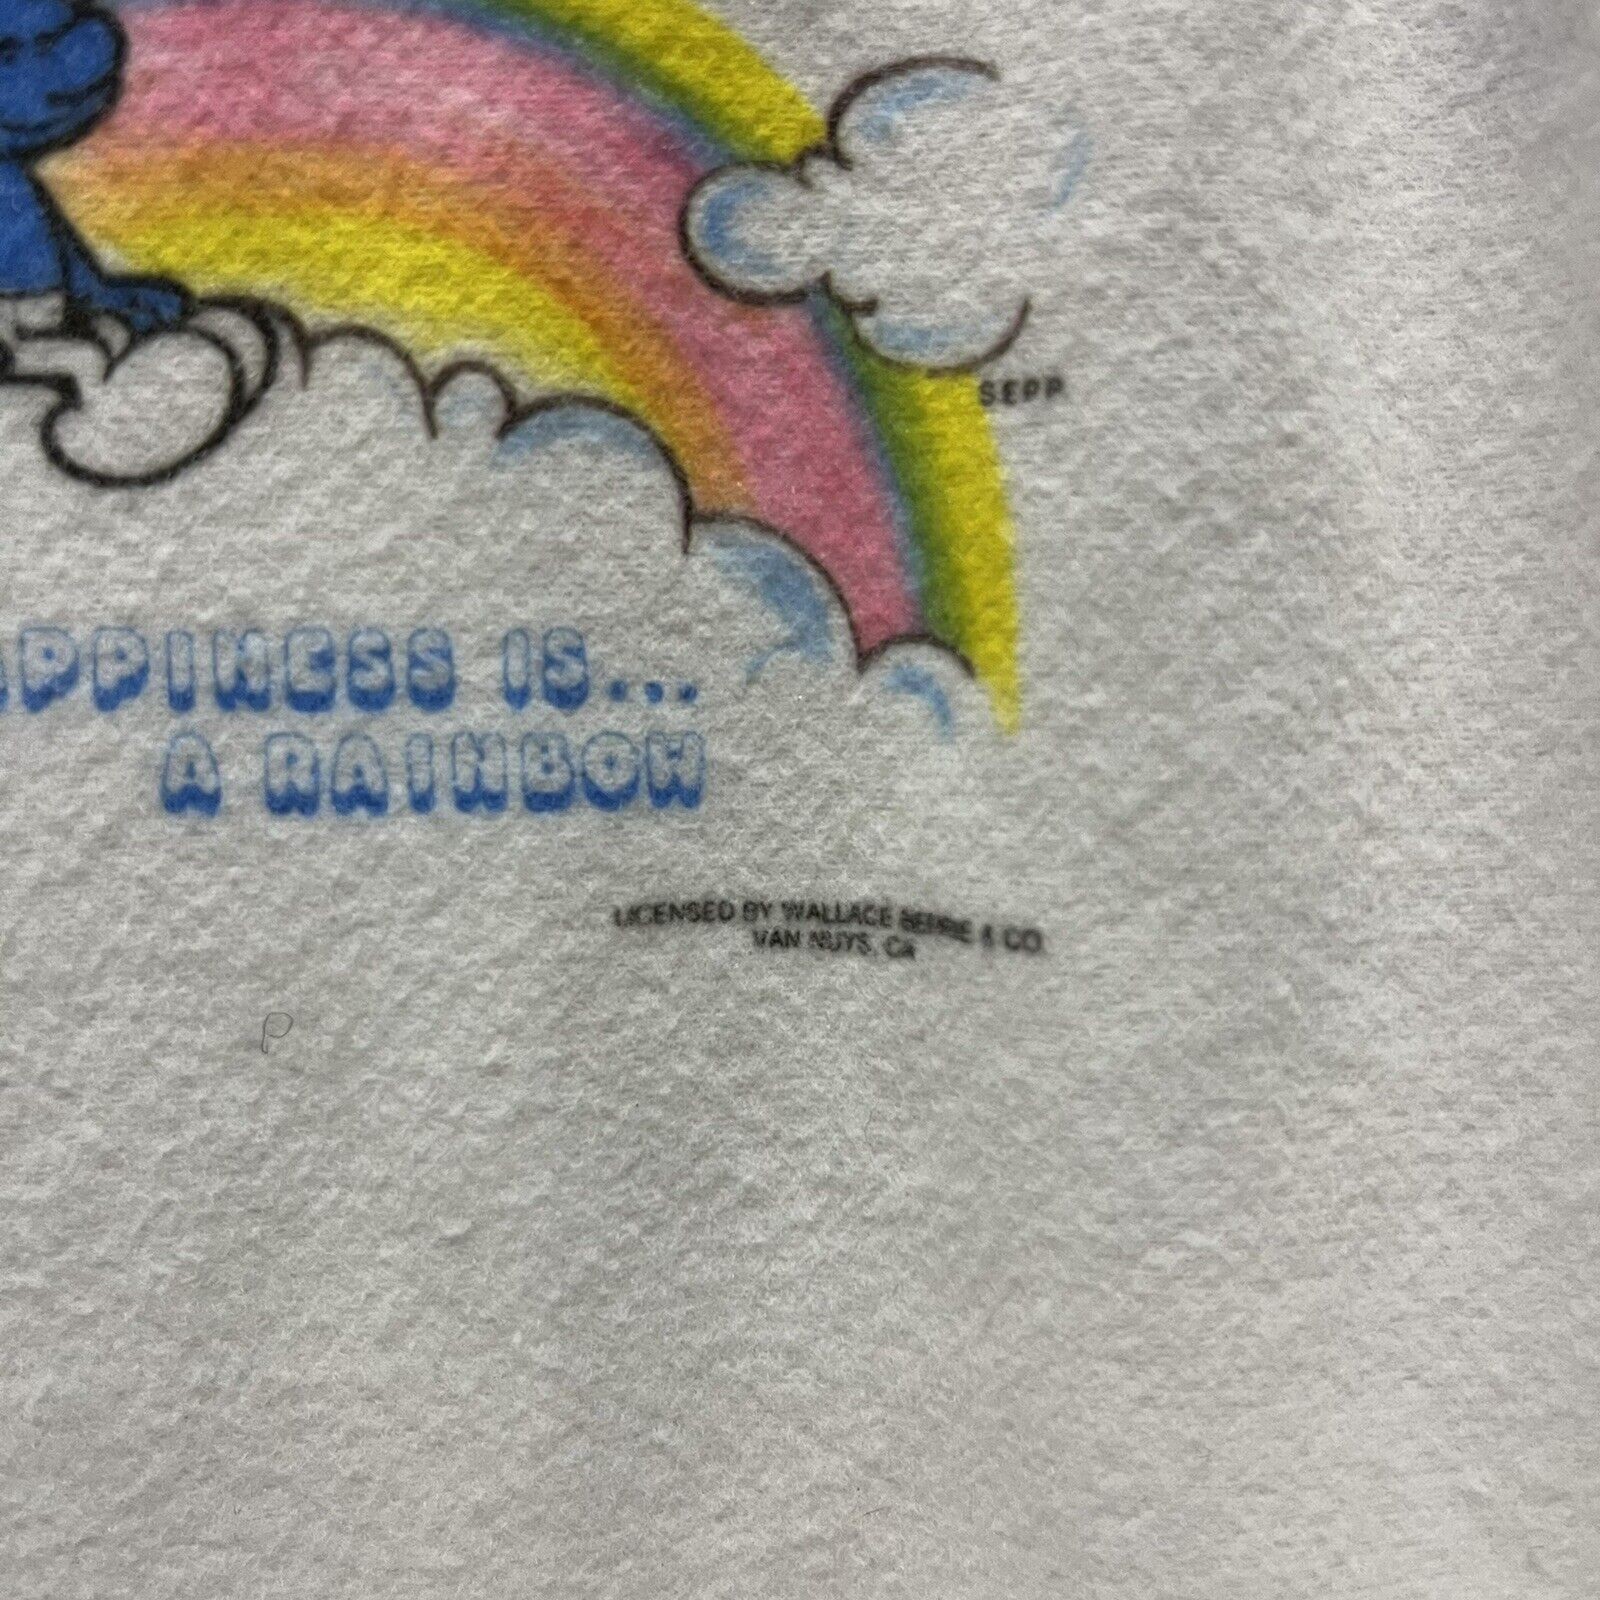 SEPP.
APPINESS IS...
A RAINBOW
LICENSED BY WALLACE BERRIE & CO.
VAN NUYS, CA